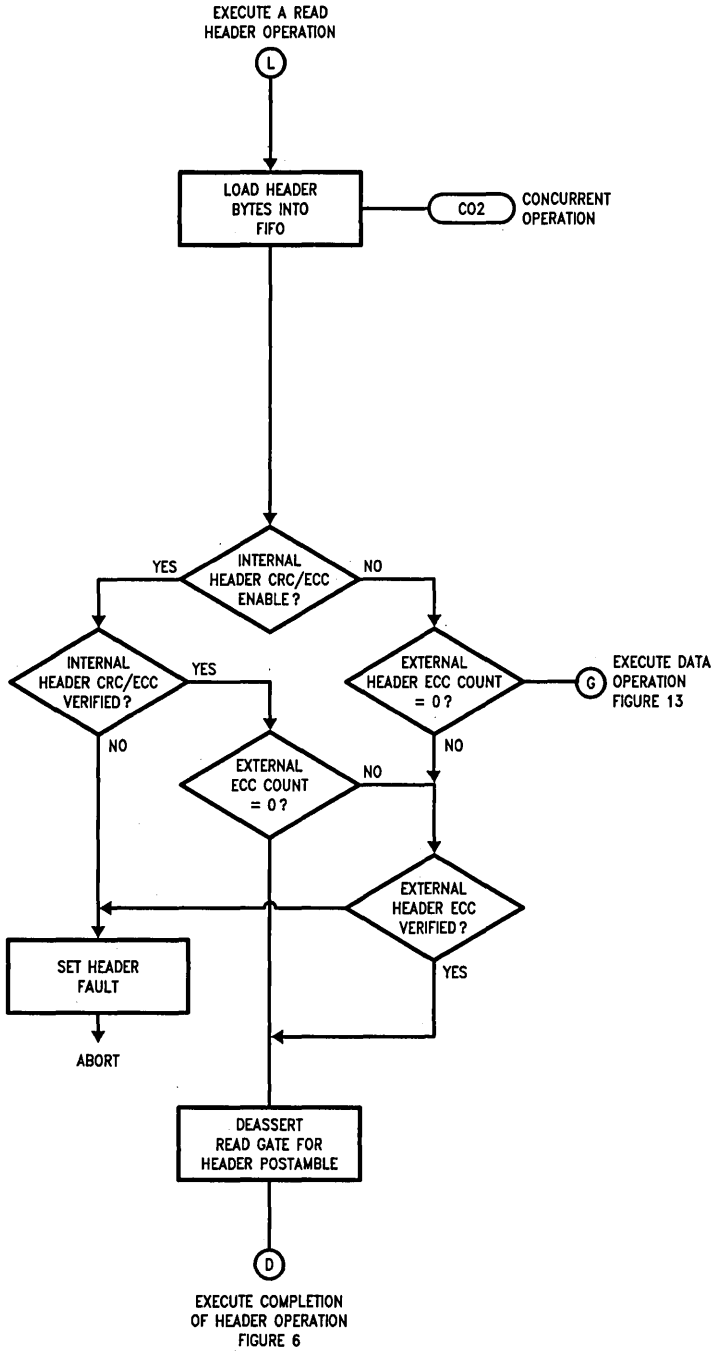 EXECUTE A READ
HEADER OPERATION
L
LOAD HEADER
BYTES INTO
FIFO
CO2
CONCURRENT
OPERATION
INTERNAL
HEADER CRC/ECC
ENABLE?
YES
NO
INTERNAL
HEADER CRC/ECC
VERIFIED?
YES
NO
EXTERNAL
HEADER ECC COUNT
= 0?
G
EXECUTE DATA
OPERATION
FIGURE 13
NO
EXTERNAL
ECC COUNT
= 0?
NO
EXTERNAL
HEADER ECC
VERIFIED?
YES
SET HEADER
FAULT
ABORT
DEASSERT
READ GATE FOR
HEADER POSTAMBLE
D
EXECUTE COMPLETION
OF HEADER OPERATION
FIGURE 6